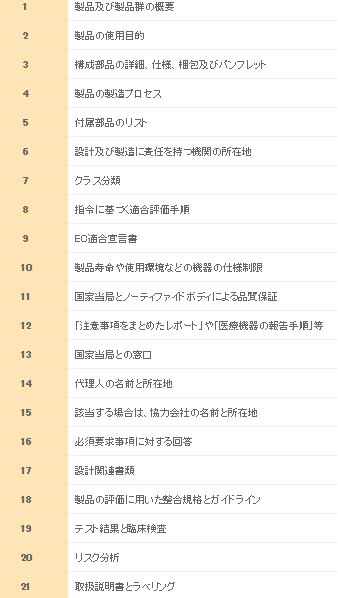 1 製品及び製品群の概要
2 製品の使用目的
3 構成部品の詳細、仕様、梱包及びパンフレット
4 製品の製造プロセス
5 付属部品のリスト
6 設計及び製造に責任を持つ機関の所在地
7 クラス分類
8 指令に基づく適合評価手順
9 EC適合宣言書
10 製品寿命や使用環境などの機器の仕様制限
11 国家当局とノーティファイドボディによる品質保証
12 「注意事項をまとめたレポート」や「医療機器の報告手順」等
13 国家当局との窓口
14 代理人の名前と所在地
15 該当する場合は、協力会社の名前と所在地
16 必須要求事項に対する回答
17 設計関連書類
18 製品の評価に用いた整合規格とガイドライン
19 テスト結果と臨床検査
20 リスク分析
21 取扱説明書とラベリング